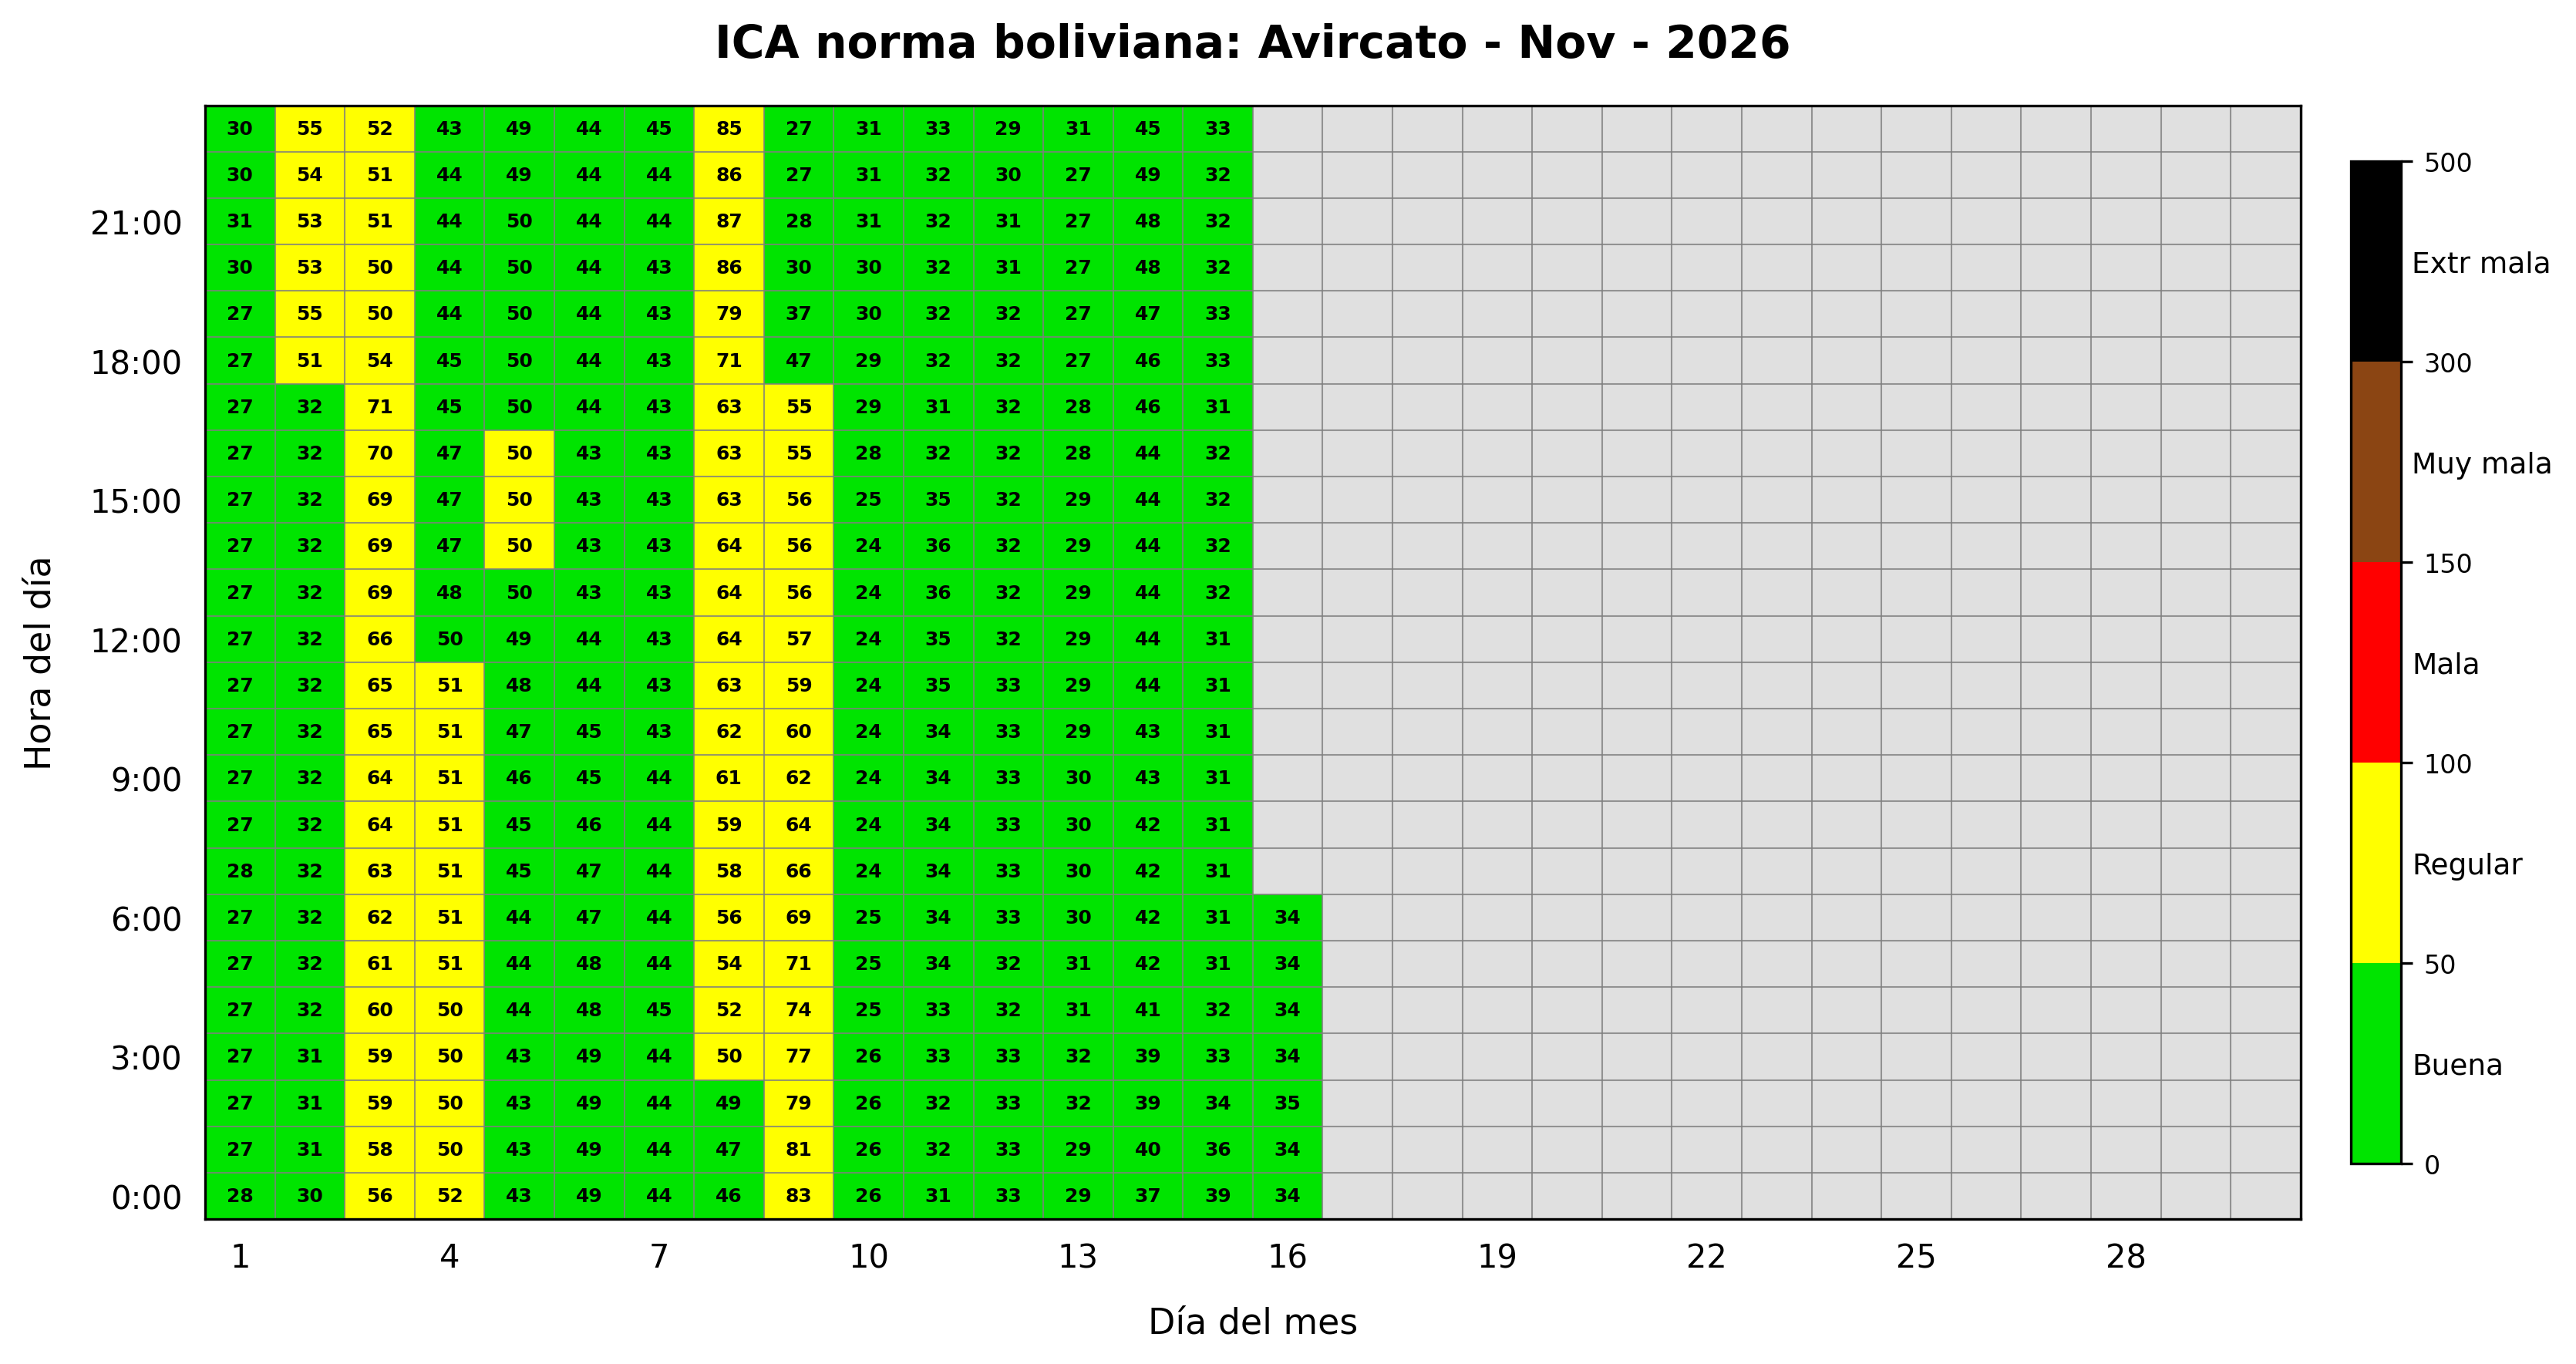 ICA norma boliviana: Avircato - Nov - 2026
30 55 52 43 49 44 45 85 27 31 33 29 31 45 33
30 54 51 44 49 44 44 86 27 31 32 30 27 49 32
21:00 31 53 51 44 50 44 44 87 28 31 32 31 27 48 32
30 53 50 44 50 44 43 86 30 30 32 31 27 48 32
27 55 50 44 50 44 43 79 37 30 32 32 27 47 33
18:00 27 51 54 45 50 44 43 71 47 29 32 32 27 46 33
27 32 71 45 50 44 43 63 55 29 31 32 28 46 31
27 32 70 47 50 43 43 63 55 28 32 32 28 44 32
15:00 27 32 69 47 50 43 43 63 56 25 35 32 29 44 32
27 32 69 47 50 43 43 64 56 24 36 32 29 44 32
27 32 69 48 50 43 43 64 56 24 36 32 29 44 32
12:00 27 32 66 50 49 44 43 64 57 24 35 32 29 44 31
27 32 65 51 48 44 43 63 59 24 35 33 29 44 31
27 32 65 51 47 45 43 62 60 24 34 33 29 43 31
9:00 27 32 64 51 46 45 44 61 62 24 34 33 30 43 31
27 32 64 51 45 46 44 59 64 24 34 33 30 42 31
28 32 63 51 45 47 44 58 66 24 34 33 30 42 31
6:00 27 32 62 51 44 47 44 56 69 25 34 33 30 42 31 34
27 32 61 51 44 48 44 54 71 25 34 32 31 42 31 34
27 32 60 50 44 48 45 52 74 25 33 32 31 41 32 34
3:00 27 31 59 50 43 49 44 50 77 26 33 33 32 39 33 34
27 31 59 50 43 49 44 49 79 26 32 33 32 39 34 35
27 31 58 50 43 49 44 47 81 26 32 33 29 40 36 34
0:00 28 30 56 52 43 49 44 46 83 26 31 33 29 37 39 34
1 4 7 10 13 16 19 22 25 28
Día del mes
Hora del día
500
Extr mala
300
Muy mala
150
Mala
100
Regular
50
Buena
0